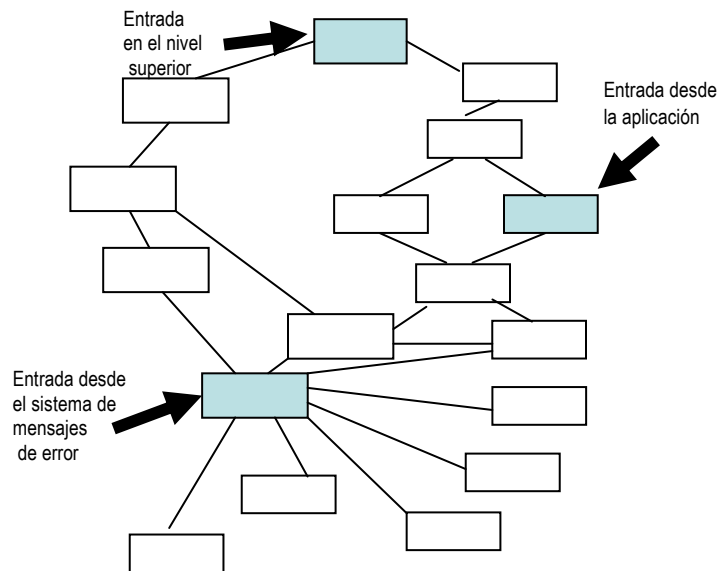 Entrada
en el nivel
superior
Entrada desde
la aplicación
Entrada desde
el sistema de
mensajes
de error